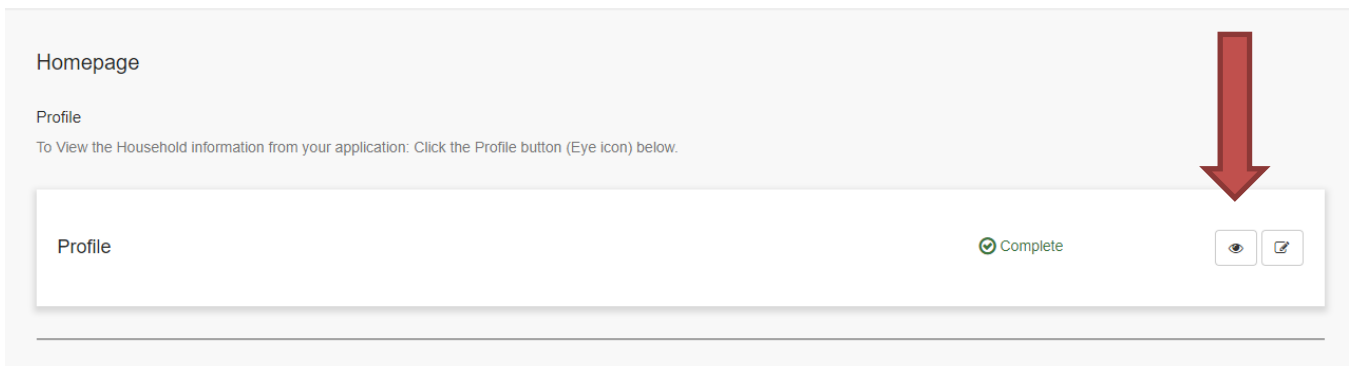 Homepage
Profile
To View the Household information from your application: Click the Profile button (Eye icon) below.
Profile
Complete